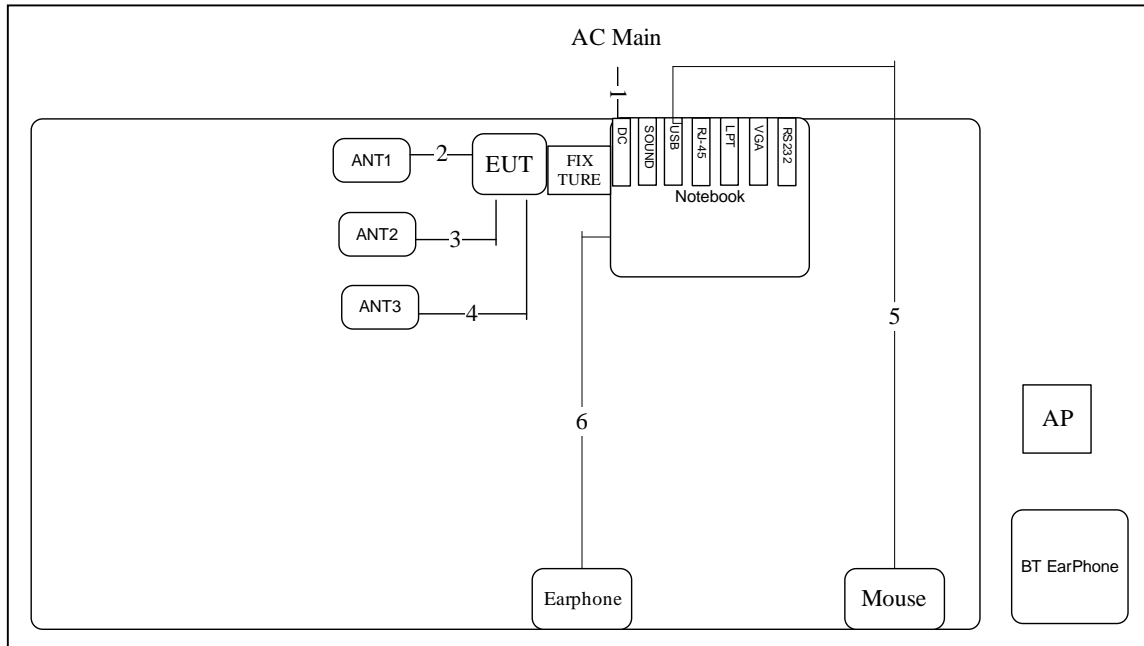 AC Main
1
DC
SOUND
USB
RJ-45
LPT
VGA
RS232
ANT1
2
EUT
FIX
TURE
Notebook
ANT2
3
ANT3
4
5
6
AP
BT EarPhone
Earphone
Mouse